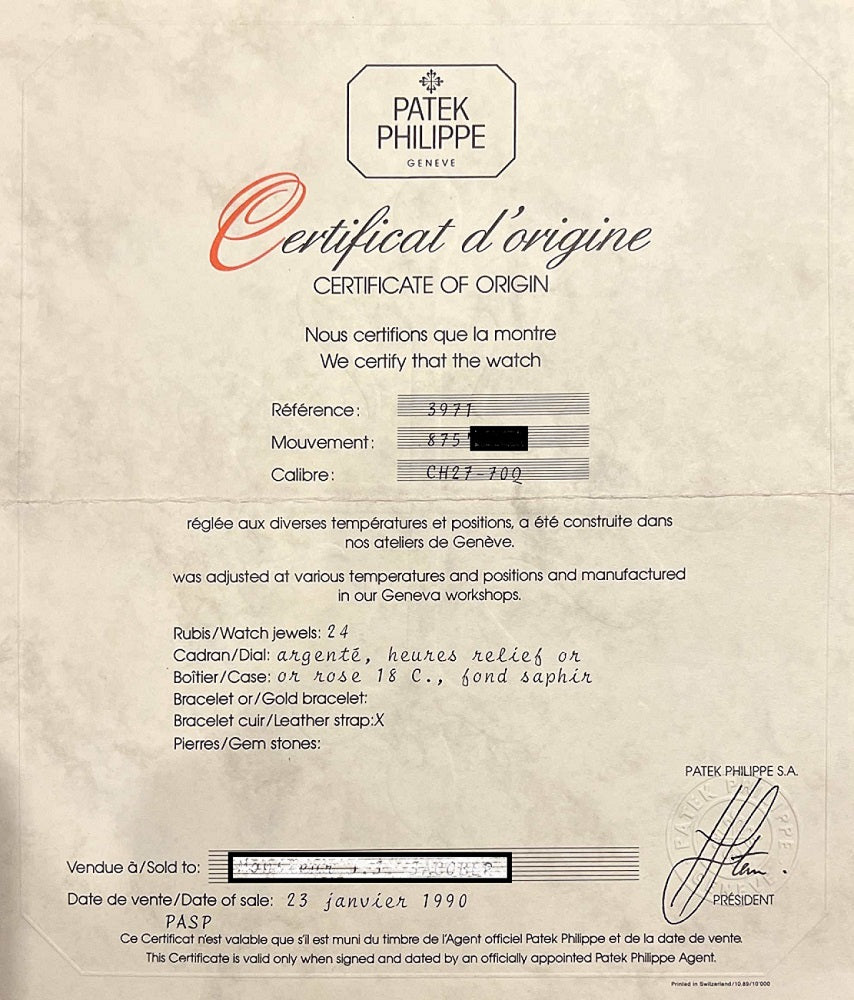 PATEK
PHILIPPE
GENEVE
Certificat d'origine
CERTIFICATE OF ORIGIN
Nous certifions que la montre
We certify that the watch
Référence: 3971
Mouvement: 875
Calibre: CH27-70Q
réglée aux diverses températures et positions, a été construite dans
nos ateliers de Genève.
was adjusted at various temperatures and positions and manufactured
in our Geneva workshops.
Rubis/Watch jewels: 24
Cadran/Dial: argenté, heures relief or
Boîtier/Case: or rose 18 C., fond saphir
Bracelet or/Gold bracelet:
Bracelet cuir/Leather strap:X
Pierres/Gem stones:
PATEK PHILIPPE S.A.
PATEK PHILIPPE
GENEVE
PRÉSIDENT
Vendue à/Sold to:
Date de vente/Date of sale: 23 janvier 1990
PASP
Ce Certificat n'est valable que s'il est muni du timbre de l'Agent officiel Patek Philippe et de la date de vente.
This Certificate is valid only when signed and dated by an officially appointed Patek Philippe Agent.
Printed in Switzerland/10.89/10'000